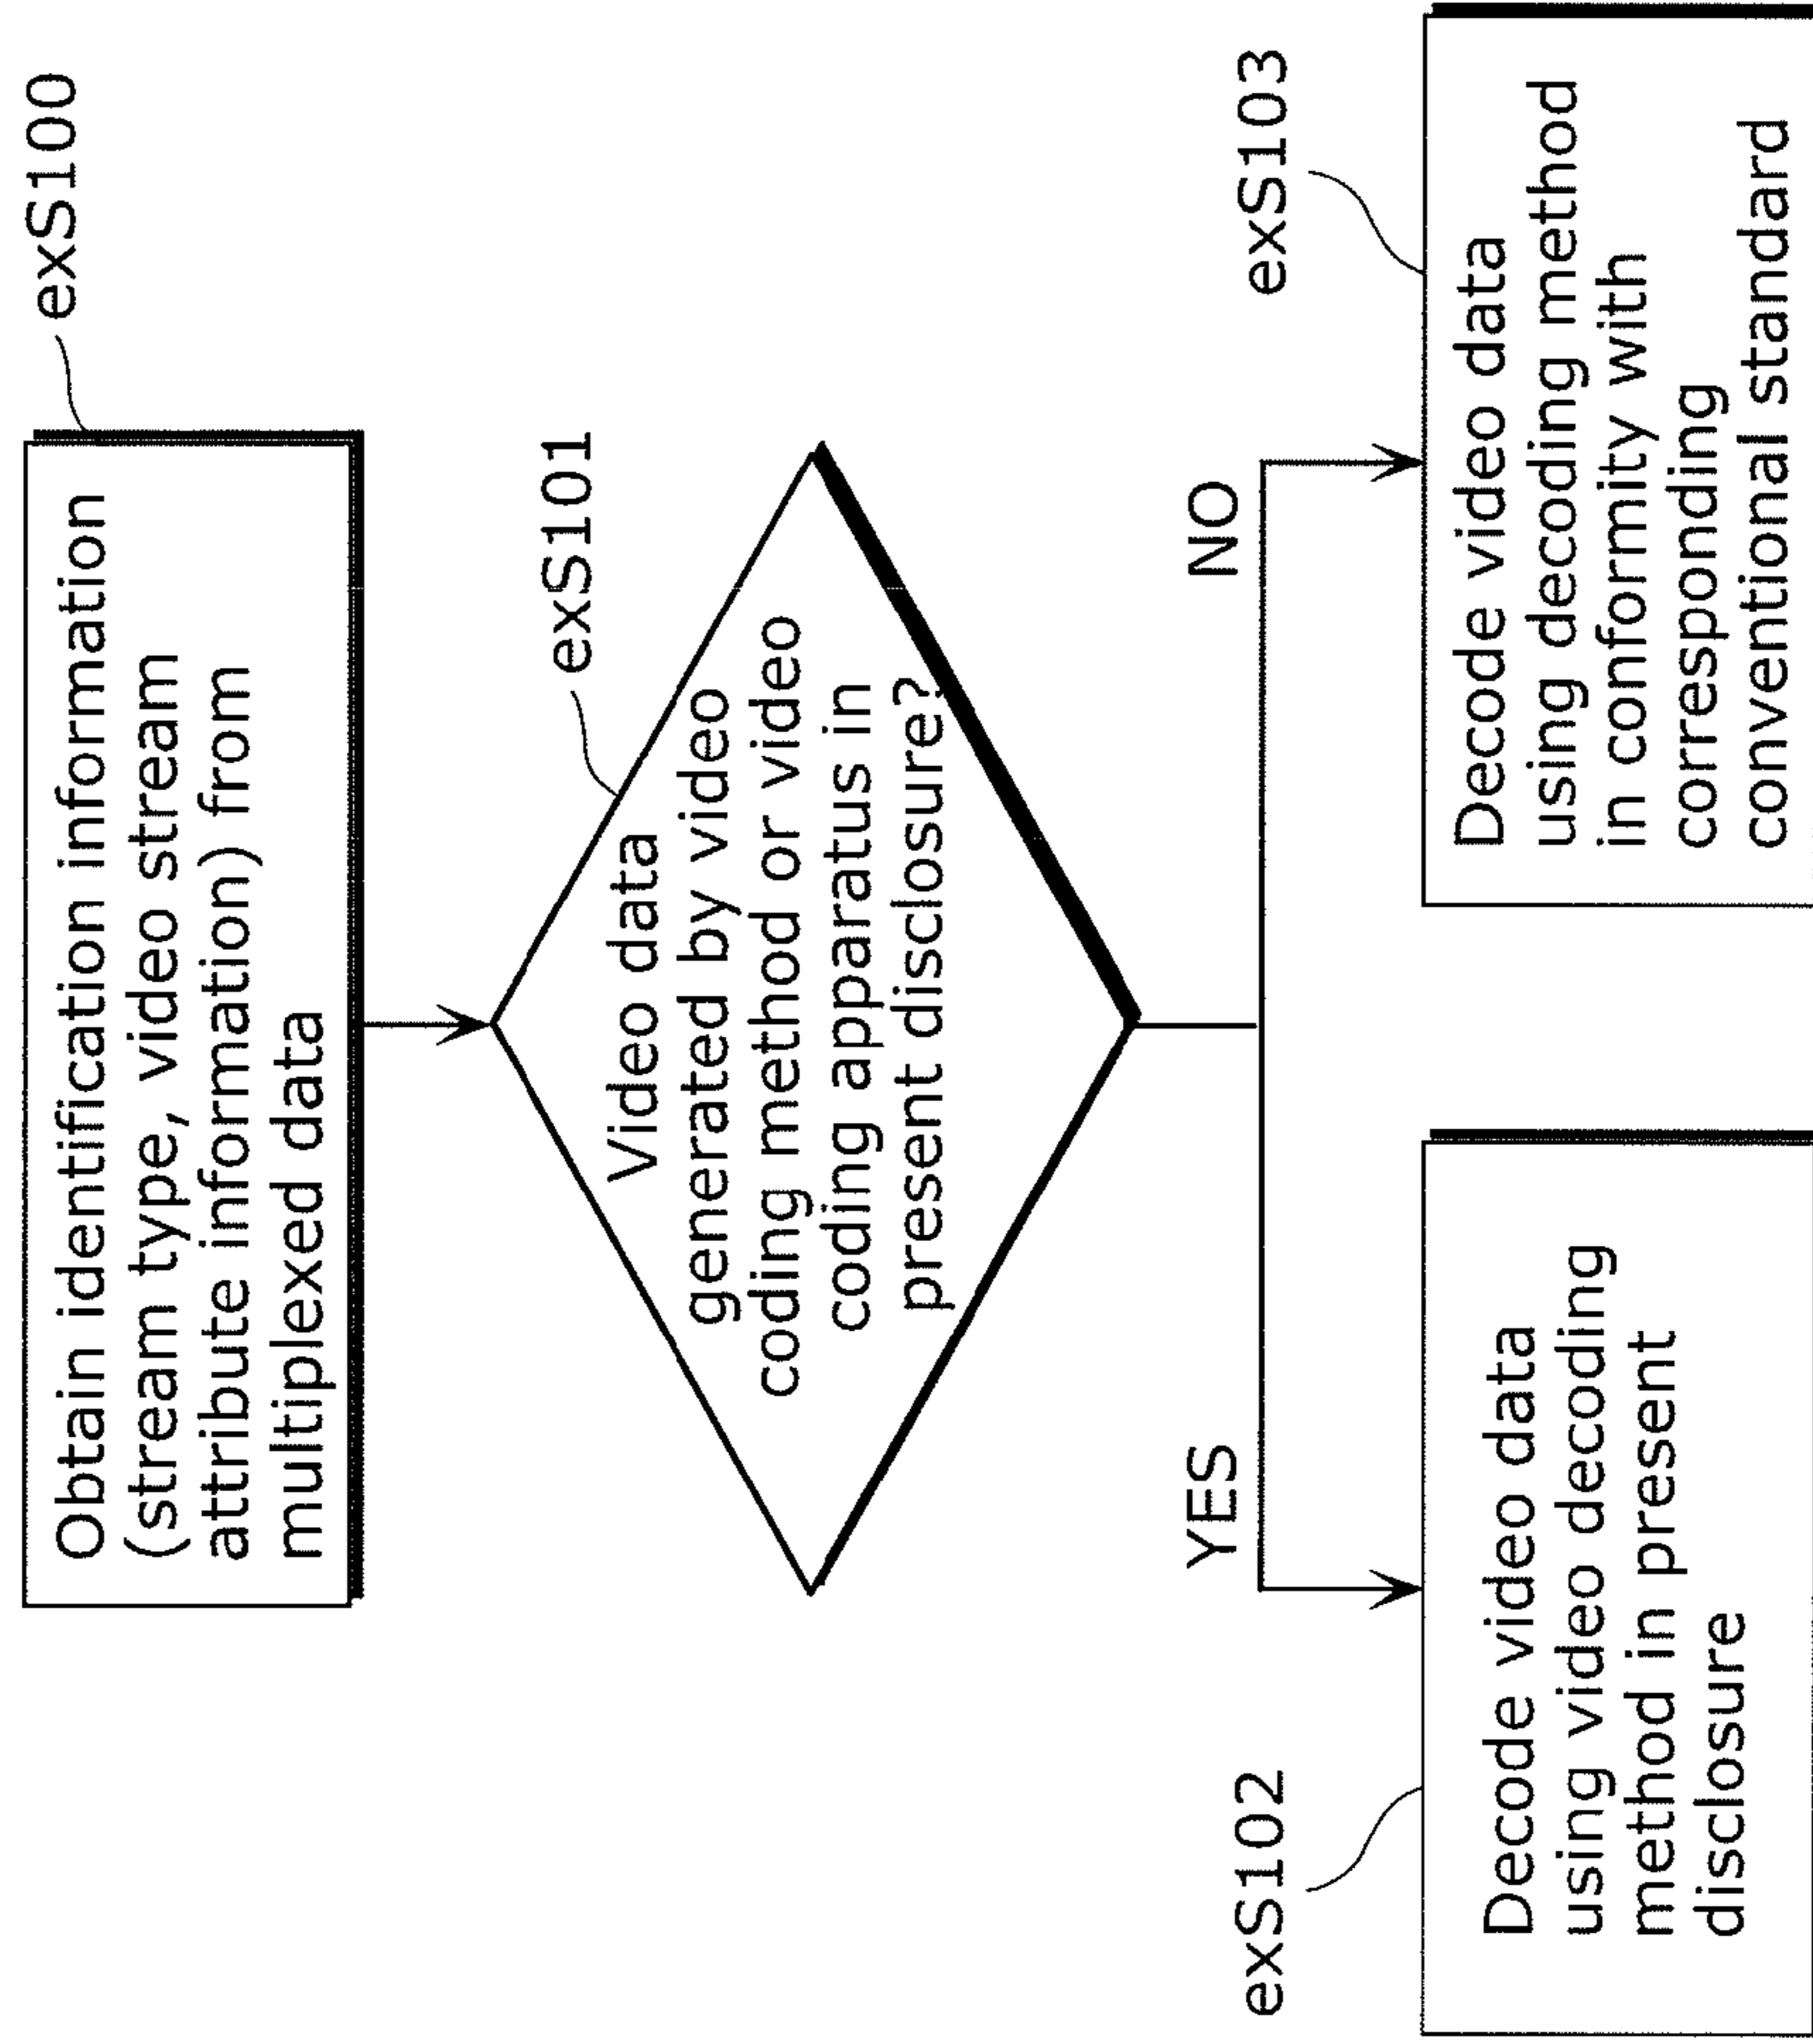 exS100
Obtain identification information
(stream type, video stream
attribute information) from
multiplexed data
exS101
Video data
generated by video
coding method or video
coding apparatus in
present disclosure?
YES
NO
exS102
Decode video data
using video decoding
method in present
disclosure
exS103
Decode video data
using decoding method
in conformity with
corresponding
conventional standard